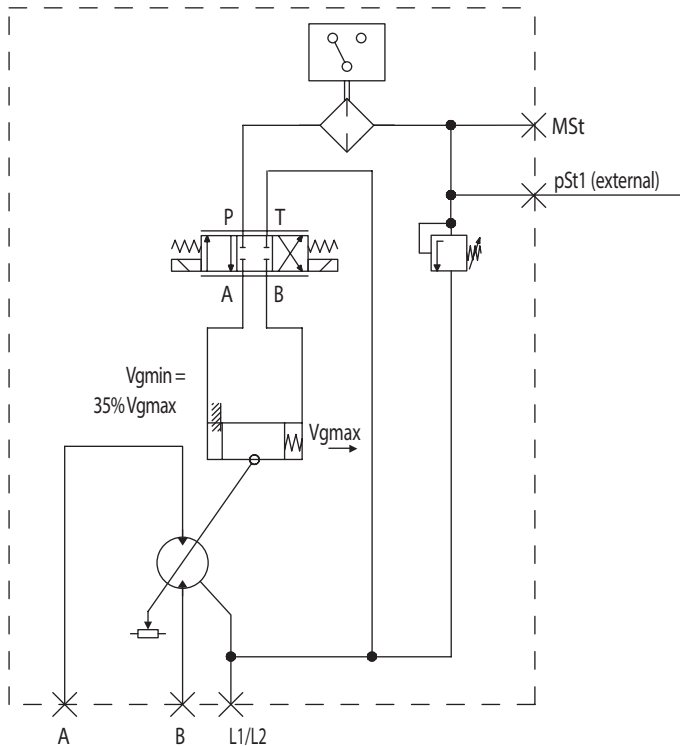 MSt
pSt1 (external)
P T
A B
Vgmin =
35% Vgmax
Vgmax
A B L1/L2